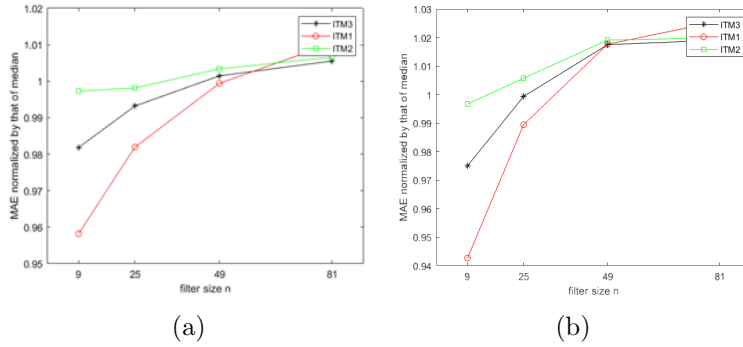 1.02
1.01
1
0.99
0.98
0.97
0.96
0.95
MAE normalized by that of median
9 25 49 81
filter size n
ITM3
ITM1
ITM2
(a)
1.03
1.02
1.01
1
0.99
0.98
0.97
0.96
0.95
0.94
MAE normalized by that of median
9 25 49 81
filter size n
ITM3
ITM1
ITM2
(b)